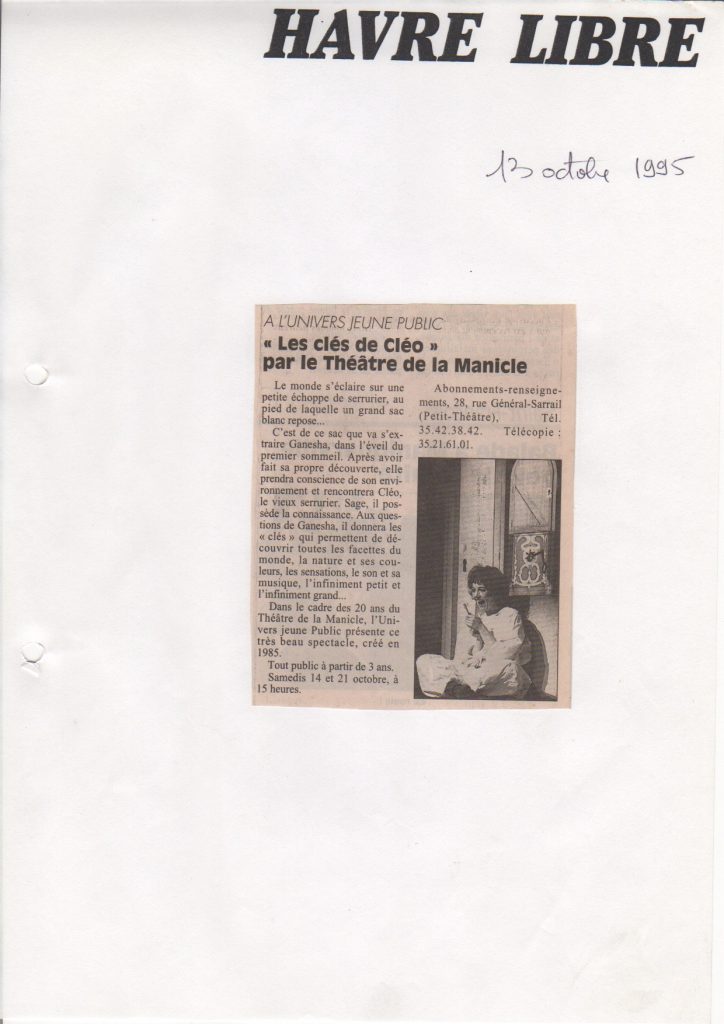 HAVRE LIBRE
13 octobre 1995
A L'UNIVERS JEUNE PUBLIC
« Les clés de Cléo »
par le Théâtre de la Manicle
Le monde s'éclaire sur une
petite échoppe de serrurier, au
pied de laquelle un grand sac
blanc repose...
C'est de ce sac que va s'ex-
traire Ganesha, dans l'éveil du
premier sommeil. Après avoir
fait sa propre découverte, elle
prendra conscience de son envi-
ronnement et rencontrera Cléo,
le vieux serrurier. Sage, il pos-
sède la connaissance. Aux ques-
tions de Ganesha, il donnera les
« clés » qui permettent de dé-
couvrir toutes les facettes du
monde, la nature et ses cou-
leurs, les sensations, le son et sa
musique, l'infiniment petit et
l'infiniment grand...
Dans le cadre des 20 ans du
Théâtre de la Manicle, l'Uni-
vers jeune Public présente ce
très beau spectacle, créé en
1985.
Tout public à partir de 3 ans.
Samedis 14 et 21 octobre, à
15 heures.
Abonnements-renseigne-
ments, 28, rue Général-Sarrail
(Petit-Théâtre), Tél.
35.42.38.42. Télécopie :
35.21.61.01.